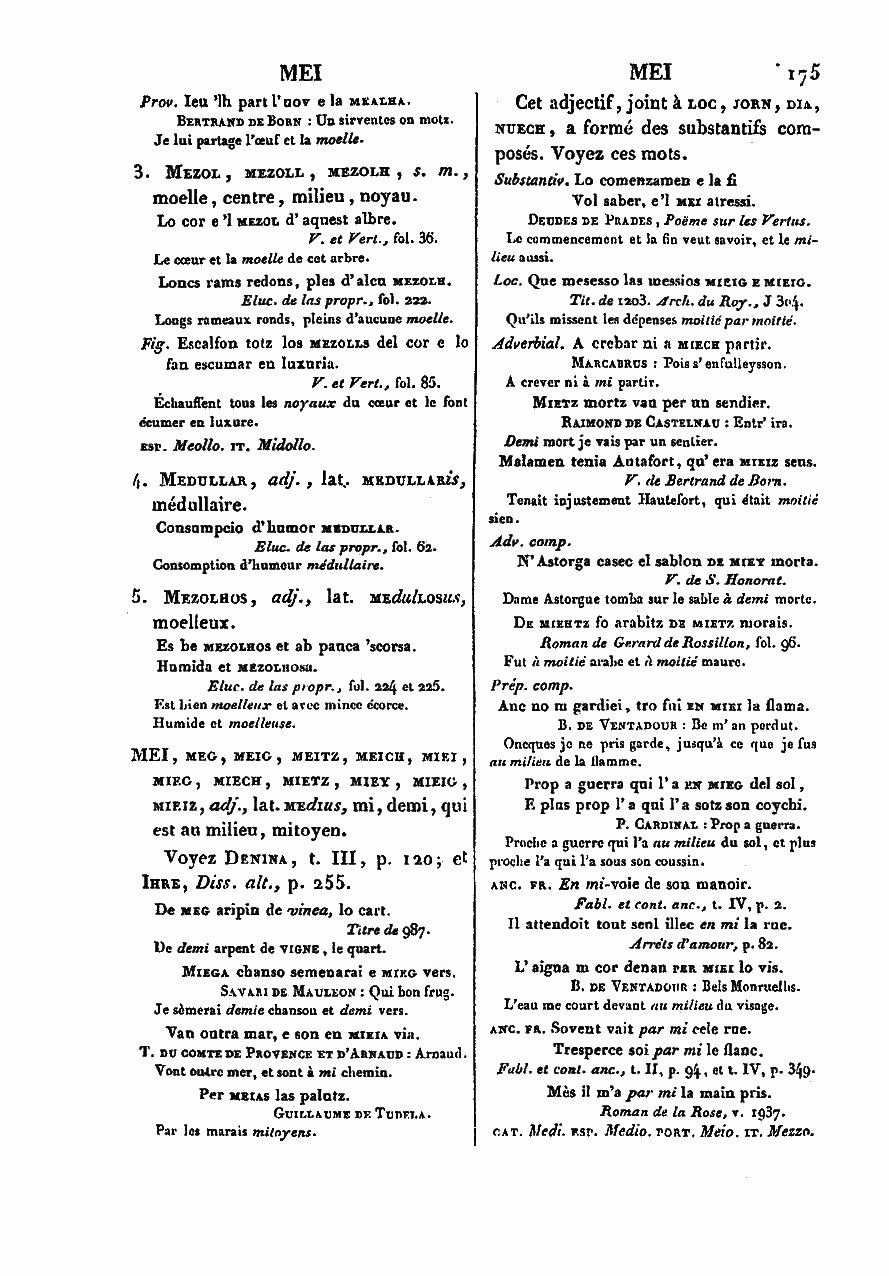 MEI
MEI 175
Prov. Ieu 'lh part l'uov e la MEALHA.
BERTRAND DE BORN : Un sirventes on motz.
Je lui partage l'œuf et la moelle.
3. MEZOL, MEZOLL, MEZOLH, s. m.,
moelle, centre, milieu, noyau.
Lo cor e 'l MEZOL d'aquest albre.
V. et Vert., fol. 36.
Le cœur et la moelle de cet arbre.
Loncs rams redons, ples d'alcu MEZOLH.
Eluc. de las propr., fol. 222.
Longs rameaux ronds, pleins d'aucune moelle.
Fig. Escalfon totz los MEZOLLS del cor e lo
fan escumar en luxuria.
V. et Vert., fol. 85.
Échauffent tous les noyaux du cœur et le font
écumer en luxure.
ESP. Meollo. IT. Midollo.
4. MEDULLAR, adj., lat. MEDULLARis,
médullaire.
Consumpcio d'humor MEDULLAR.
Eluc. de las propr., fol. 62.
Consomption d'humeur médullaire.
5. MEZOLHOS, adj., lat. MEdulLOSUS,
moelleux.
Es be MEZOLHOS et ab pauca 'scorsa.
Humida et MEZOLHOSA.
Eluc. de las propr., fol. 224 et 225.
Est bien moelleux et avec mince écorce.
Humide et moelleuse.
MEI, MEG, MEIG, MEITZ, MEICH, MIEI,
MIEG, MIECH, MIETZ, MIEY, MIEIG,
MIEIZ, adj., lat. MEDIUS, mi, demi, qui
est au milieu, mitoyen.
Voyez DENINA, t. III, p. 120; et
IHRE, Diss. alt., p. 255.
De MEG aripin de vinea, lo cart.
Titre de 987.
De demi arpent de VIGNE, le quart.
MIEGA chanso semenarai e MIEG vers.
SAVARI DE MAULEON : Qui bon frug.
Je sèmerai demie chanson et demi vers.
Van outra mar, e son en MIEIA via.
T. DU COMTE DE PROVENCE ET D'ARNAUD : Arnaud.
Vont outre mer, et sont à mi chemin.
Per MEIAS las palutz.
GUILLAUME DE TUDELA.
Par les marais mitoyens.
Cet adjectif, joint à LOC, JORN, DIA,
NUECH, a formé des substantifs com-
posés. Voyez ces mots.
Substantiv. Lo comenzamen e la fi
Vol saber, e'l MEI atressi.
DEUDES DE PRADES, Poëme sur les Vertus.
Le commencement et la fin veut savoir, et le mi-
lieu aussi.
Loc. Que mesesso las messios MIEIG E MIEIG.
Tit. de 1203. Arch. du Roy., J 304.
Qu'ils missent les dépenses moitié par moitié.
Adverbial. A crebar ni a MIECH partir.
MARCABRUS : Pois s'enfulleysson.
A crever ni à mi partir.
MIETZ mortz vau per un sendier.
RAIMOND DE CASTELNAU : Entr' ira.
Demi mort je vais par un sentier.
Malamen tenia Autafort, qu'era MIEIZ seus.
V. de Bertrand de Born.
Tenait injustement Hautefort, qui était moitié
sien.
Adv. comp.
N'Astorga casec el sablon DE MIEY morta.
V. de S. Honorat.
Dame Astorgue tomba sur le sable à demi morte.
DE MIEHTZ fo arabitz DE MIETZ morais.
Roman de Gerard de Rossillon, fol. 96.
Fut à moitié arabe et à moitié maure.
Prép. comp.
Anc no m gardiei, tro fui EN MIEI la flama.
B. DE VENTADOUR : Be m'an perdut.
Oncques je ne pris garde, jusqu'à ce que je fus
au milieu de la flamme.
Prop a guerra qui l'a EN MIEG del sol,
E plus prop l'a qui l'a sotz son coychi.
P. CARDINAL : Prop a guerra.
Proche a guerre qui l'a au milieu du sol, et plus
proche l'a qui l'a sous son coussin.
ANC. FR. En mi-voie de son manoir.
Fabl. et cont. anc., t. IV, p. 2.
Il attendoit tout seul illec en mi la rue.
Arrêts d'amour, p. 82.
L'aigua m cor denan PER MIEI lo vis.
B. DE VENTADOUR : Bels Monruelhs.
L'eau me court devant au milieu du visage.
ANC. FR. Sovent vait par mi cele rue.
Tresperce soi par mi le flanc.
Fabl. et cont. anc., t. II, p. 94, et t. IV, p. 349.
Mès il m'a par mi la main pris.
Roman de la Rose, v. 1937.
CAT. Medi. ESP. Medio. PORT. Meio. IT. Mezzo.